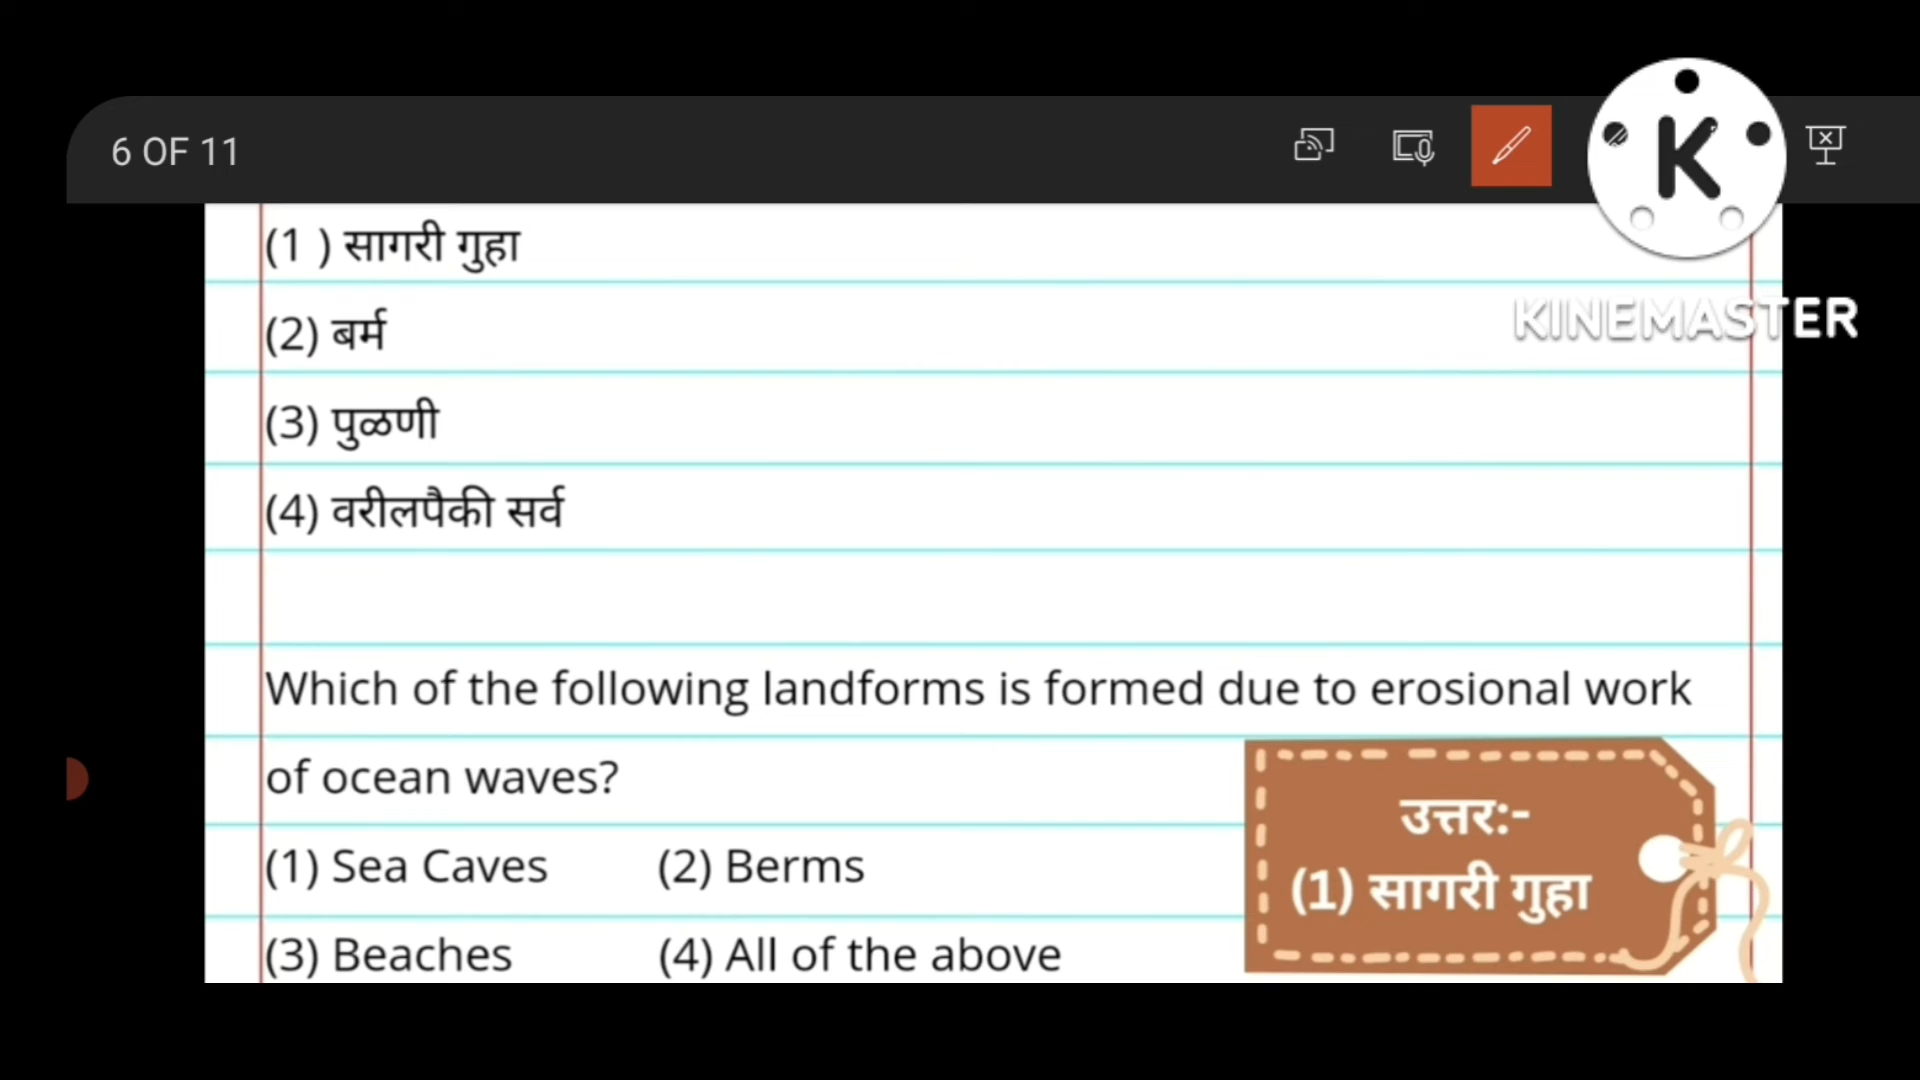 6 OF 11
K
KINEMASTER
(1 ) सागरी गुहा
(2) बर्म
(3) पुळणी
(4) वरीलपैकी सर्व
Which of the following landforms is formed due to erosional work
of ocean waves?
(1) Sea Caves (2) Berms
(3) Beaches (4) All of the above
उत्तर:-
(1) सागरी गुहा